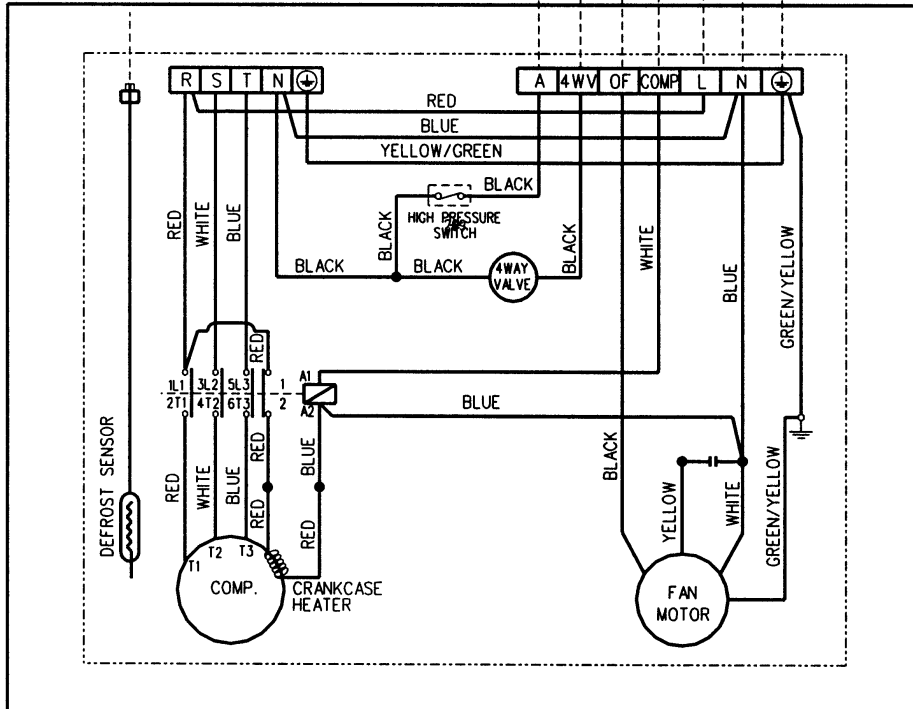 R S T N
A 4WV OF COMP L N
RED
BLUE
YELLOW/GREEN
BLACK
HIGH PRESSURE
SWITCH
RED
WHITE
BLUE
BLACK
BLACK
WHITE
BLUE
GREEN/YELLOW
BLACK
BLACK
4WAY
VALVE
RED
1L1 3L2 5L3 1
2T1 4T2 6T3 2
A1
A2
BLUE
DEFROST SENSOR
RED
WHITE
BLUE
RED
RED
BLUE
RED
BLACK
YELLOW
WHITE
GREEN/YELLOW
T1 T2 T3
COMP.
CRANKCASE
HEATER
FAN
MOTOR